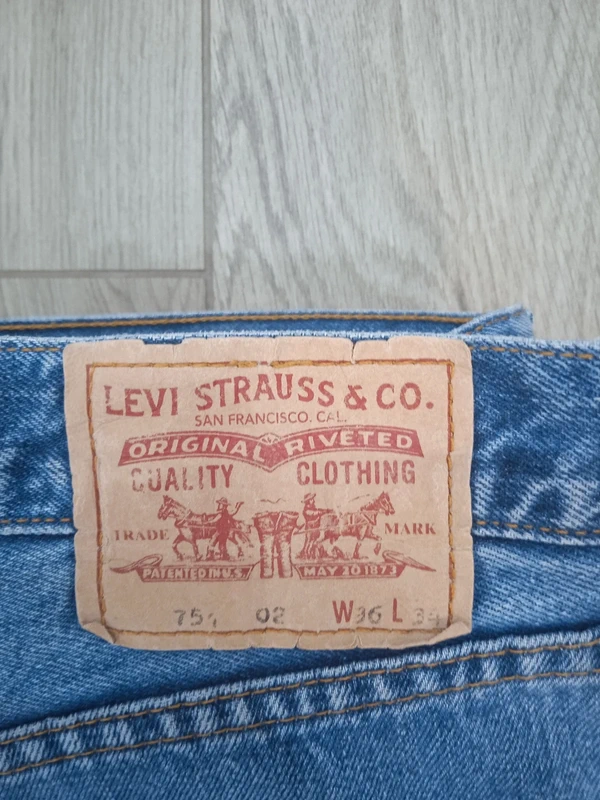 LEVI STRAUSS & CO.
SAN FRANCISCO. CAL.
ORIGINAL RIVETED
QUALITY CLOTHING
TRADE MARK
PATENTED IN U.S. MAY 20 1873
02 W36 L 34